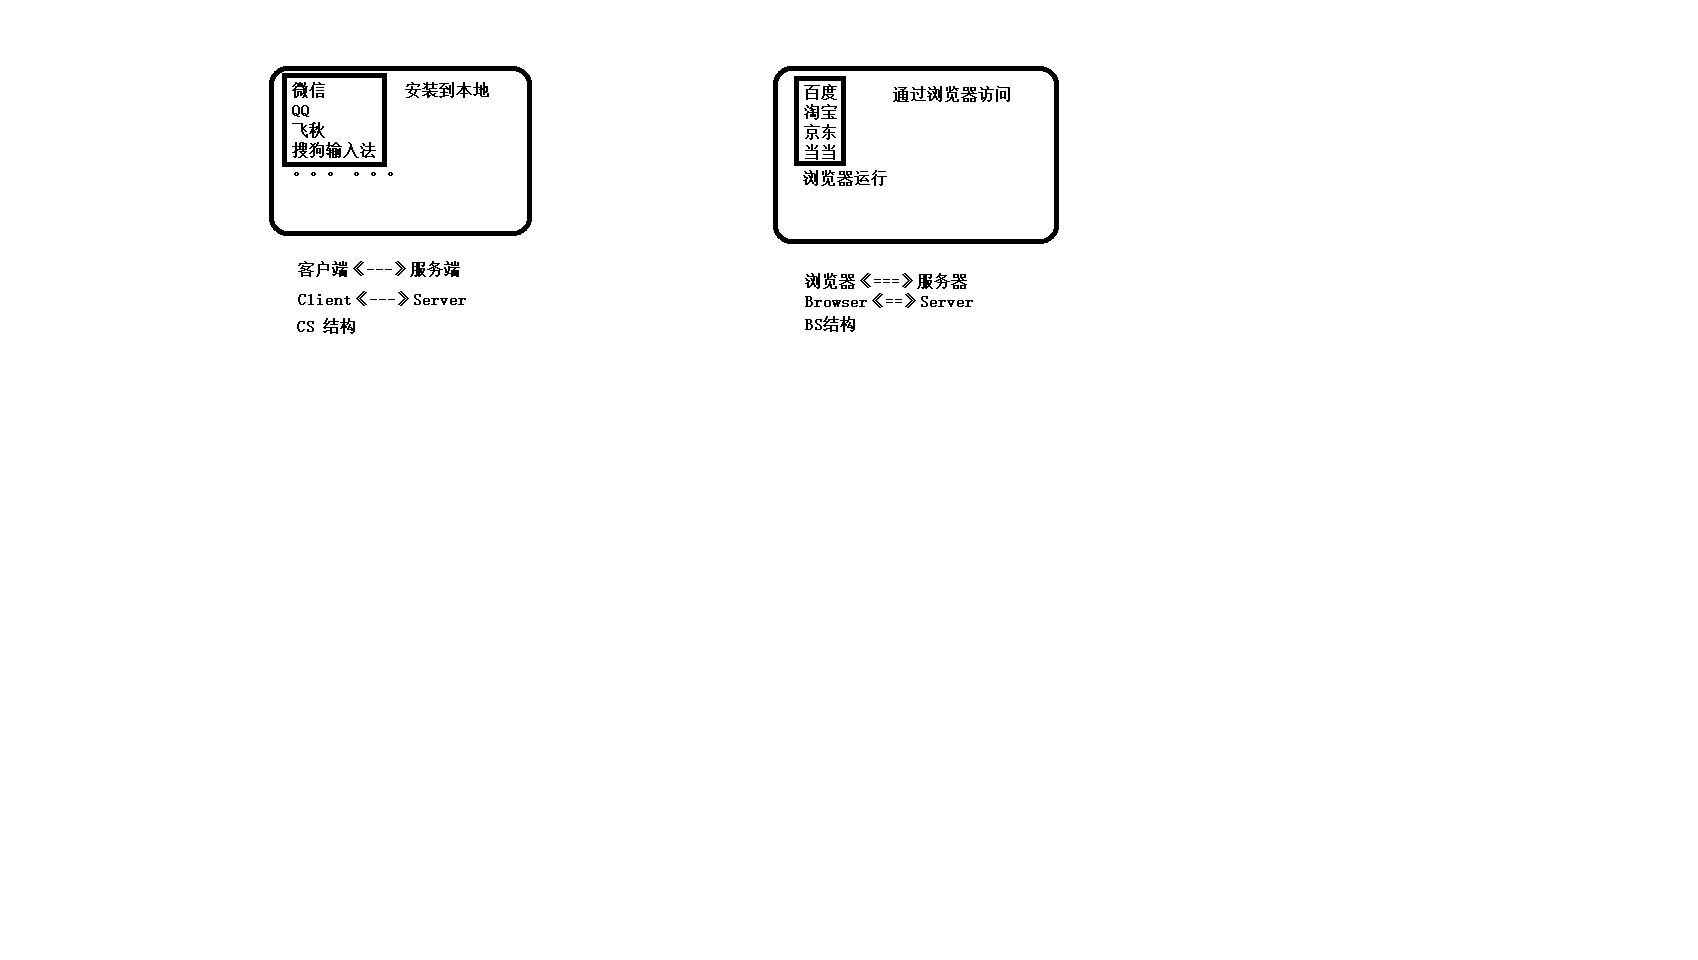 微信
QQ
飞秋
搜狗输入法
。。。 。。。
安装到本地
客户端《---》服务端
Client《---》Server
CS 结构
百度
淘宝
京东
当当
浏览器运行
通过浏览器访问
浏览器《===》服务器
Browser《==》Server
BS结构